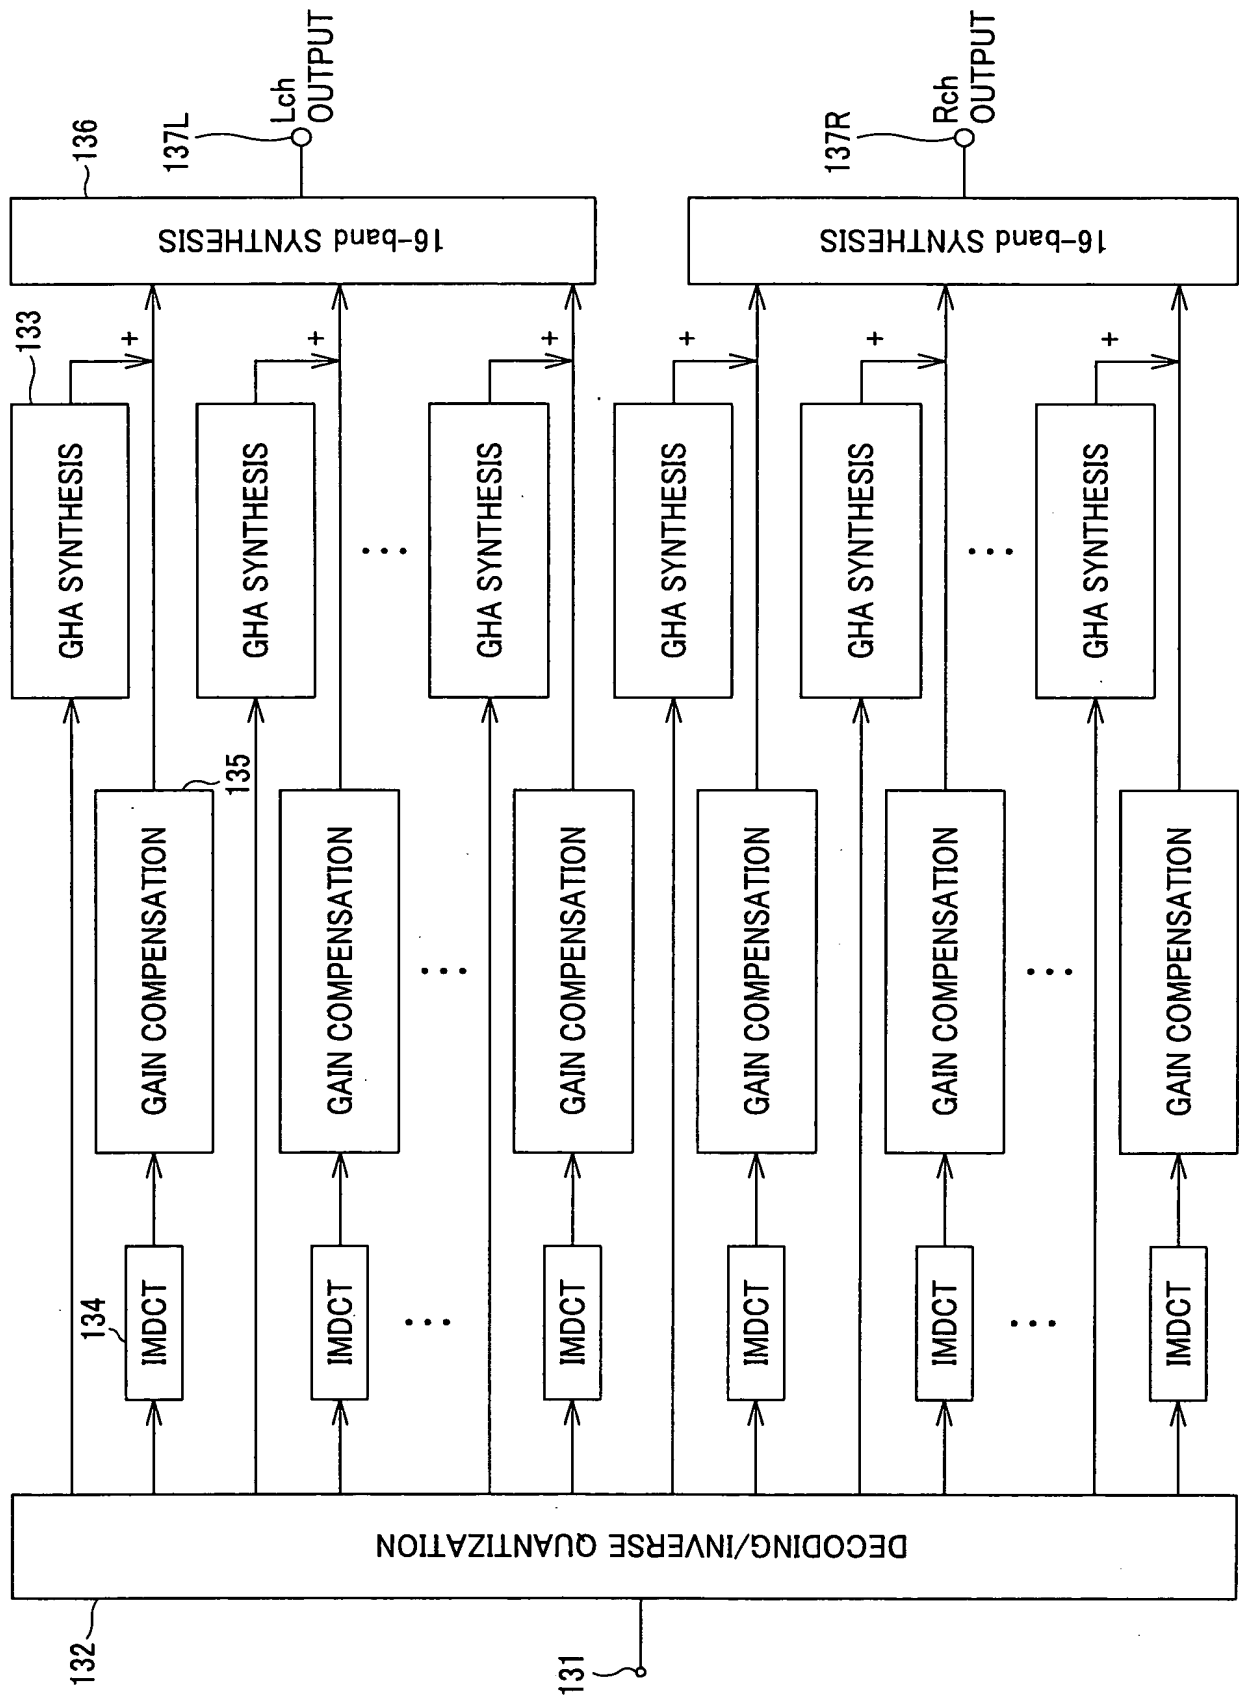 136
137L
Lch
OUTPUT
16-band SYNTHESIS
137R
Rch
OUTPUT
16-band SYNTHESIS
133
+
+
+
+
+
+
GHA SYNTHESIS
GHA SYNTHESIS
GHA SYNTHESIS
GHA SYNTHESIS
GHA SYNTHESIS
GHA SYNTHESIS
...
...
135
GAIN COMPENSATION
GAIN COMPENSATION
GAIN COMPENSATION
GAIN COMPENSATION
GAIN COMPENSATION
GAIN COMPENSATION
...
...
134
IMDCT
IMDCT
IMDCT
IMDCT
IMDCT
IMDCT
...
...
DECODING/INVERSE QUANTIZATION
132
131